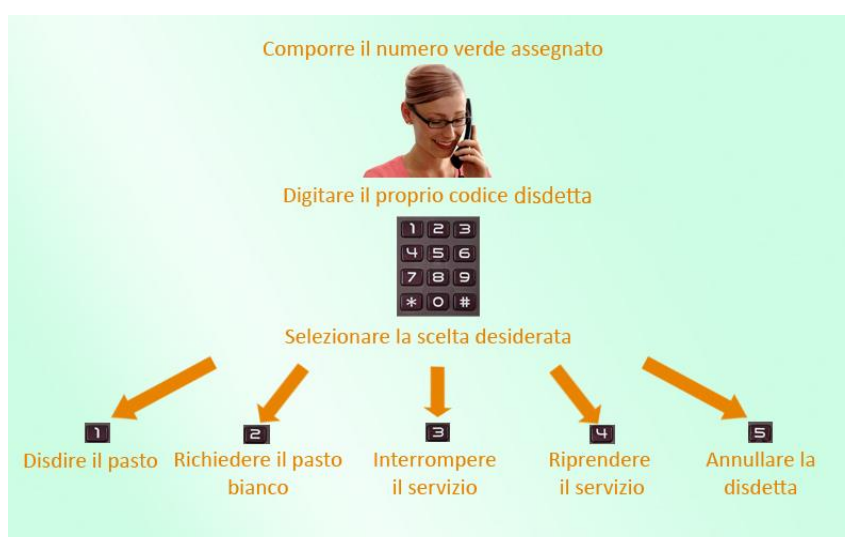 Comporre il numero verde assegnato
Digitare il proprio codice disdetta
1 2 3
4 5 6
7 8 9
* 0 #
Selezionare la scelta desiderata
1
Disdire il pasto
2
Richiedere il pasto
bianco
3
Interrompere
il servizio
4
Riprendere
il servizio
5
Annullare la
disdetta